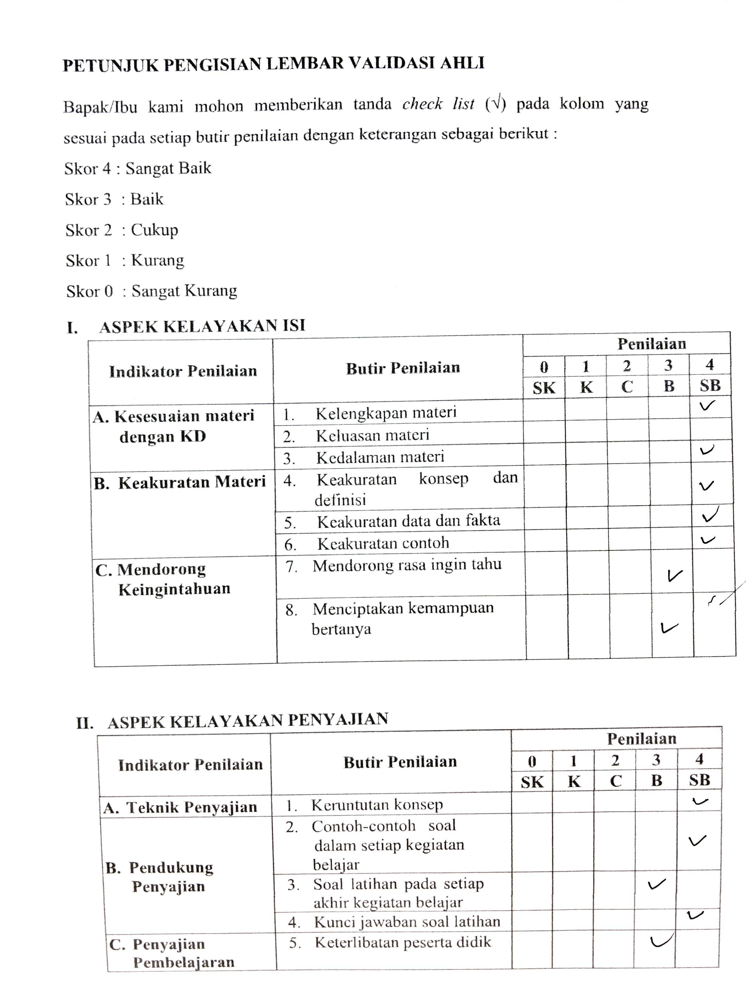 PETUNJUK PENGISIAN LEMBAR VALIDASI AHLI
Bapak/Ibu kami mohon memberikan tanda check list (√) pada kolom yang
sesuai pada setiap butir penilaian dengan keterangan sebagai berikut :
Skor 4 : Sangat Baik
Skor 3 : Baik
Skor 2 : Cukup
Skor 1 : Kurang
Skor 0 : Sangat Kurang
I. ASPEK KELAYAKAN ISI
Indikator Penilaian Butir Penilaian Penilaian
0 1 2 3 4
SK K C B SB
A. Kesesuaian materi 1. Kelengkapan materi ✓
dengan KD 2. Keluasan materi
3. Kedalaman materi ✓
B. Keakuratan Materi 4. Keakuratan konsep dan ✓
definisi
5. Keakuratan data dan fakta ✓
6. Keakuratan contoh ✓
C. Mendorong 7. Mendorong rasa ingin tahu ✓
Keingintahuan
8. Menciptakan kemampuan ✓
bertanya
II. ASPEK KELAYAKAN PENYAJIAN
Indikator Penilaian Butir Penilaian Penilaian
0 1 2 3 4
SK K C B SB
A. Teknik Penyajian 1. Keruntutan konsep ✓
2. Contoh-contoh soal ✓
dalam setiap kegiatan
belajar
B. Pendukung
Penyajian 3. Soal latihan pada setiap ✓
akhir kegiatan belajar
4. Kunci jawaban soal latihan ✓
C. Penyajian 5. Keterlibatan peserta didik ✓
Pembelajaran